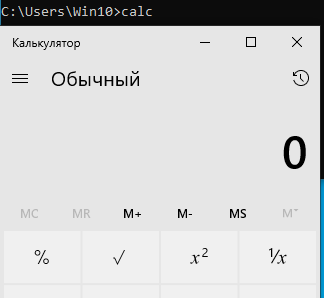 C:\Users\Win10>calc
Калькулятор
Обычный
0
MC MR M+ M- MS M˅
% √ x² ¹/x